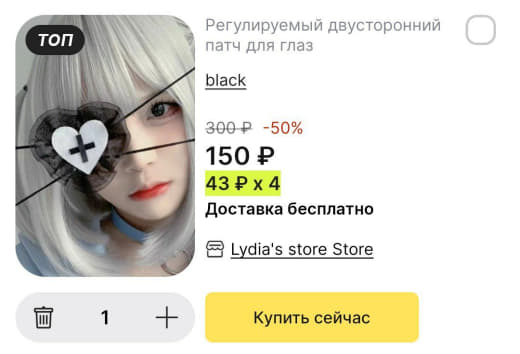 ТОП
Регулируемый двусторонний
патч для глаз
black
300 ₽ -50%
150 ₽
43 ₽ x 4
Доставка бесплатно
Lydia's store Store
1
Купить сейчас